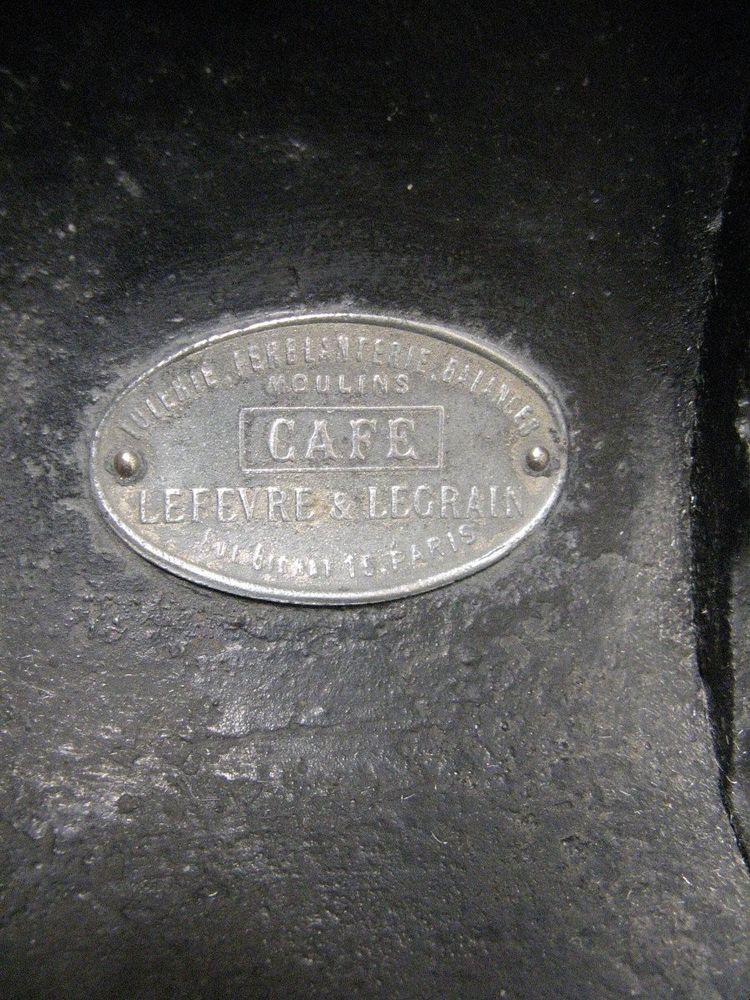 FERBLANTERIE. BALANCES
MOULINS
CAFE
LEFEVRE & LEGRAIN
15. PARIS